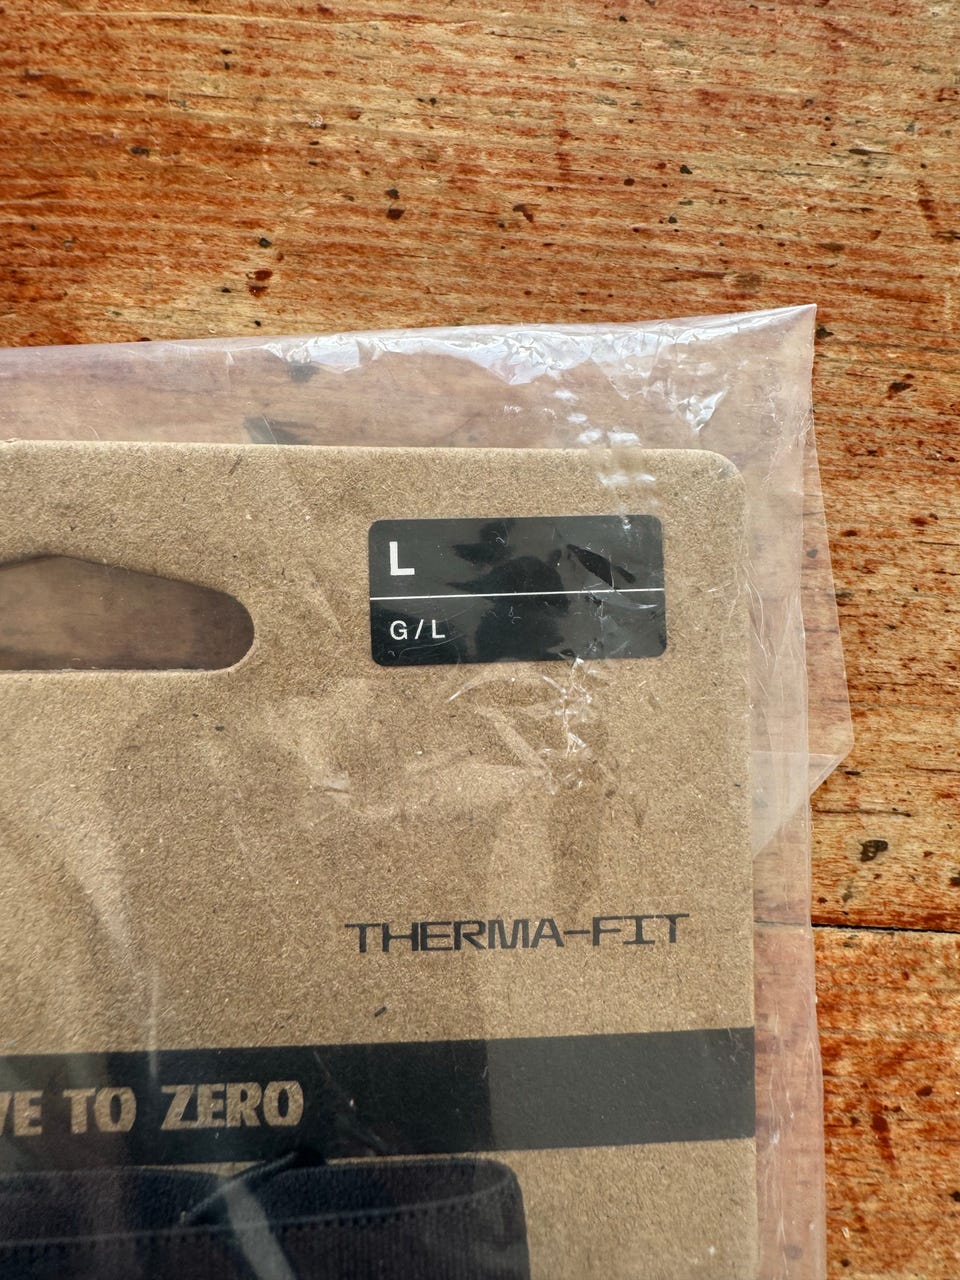 L
G/L
THERMA-FIT
VE TO ZERO